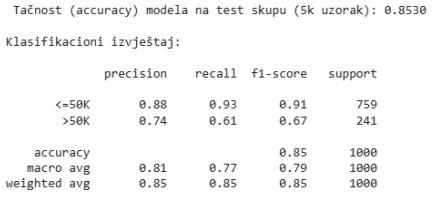 Tačnost (accuracy) modela na test skupu (5k uzorak): 0.8530
Klasifikacioni izvještaj:
precision recall f1-score support
<=50K 0.88 0.93 0.91 759
>50K 0.74 0.61 0.67 241
accuracy 0.85 1000
macro avg 0.81 0.77 0.79 1000
weighted avg 0.85 0.85 0.85 1000